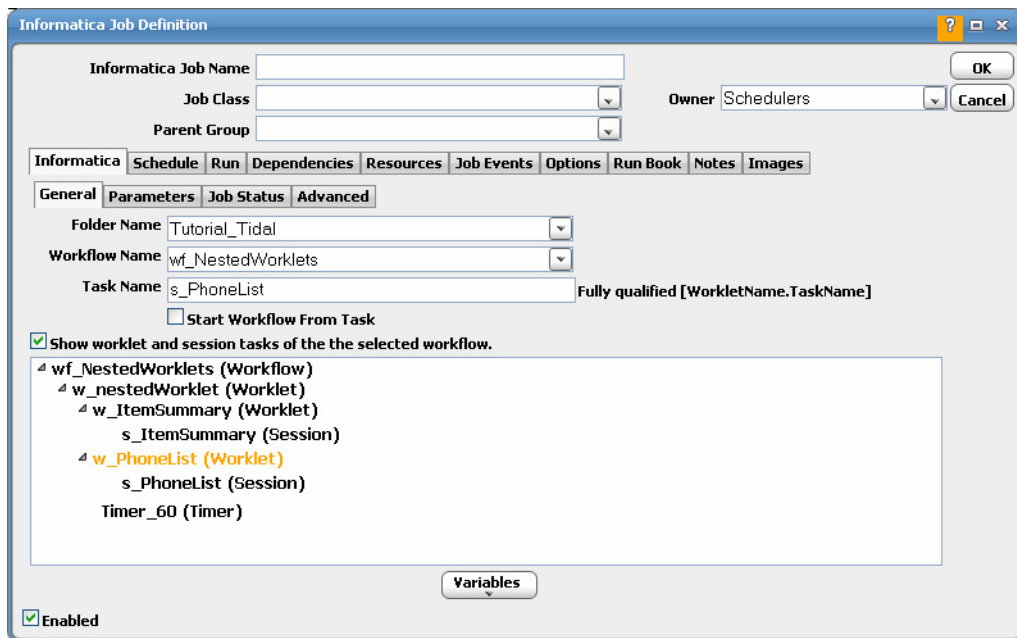 Informatica Job Definition ?
Informatica Job Name OK
Job Class Owner Schedulers Cancel
Parent Group
Informatica Schedule Run Dependencies Resources Job Events Options Run Book Notes Images
General Parameters Job Status Advanced
Folder Name Tutorial_Tidal
Workflow Name wf_NestedWorklets
Task Name s_PhoneList Fully qualified [WorkletName.TaskName]
Start Workflow From Task
Show worklet and session tasks of the the selected workflow.
wf_NestedWorklets (Workflow)
w_nestedWorklet (Worklet)
w_ItemSummary (Worklet)
s_ItemSummary (Session)
w_PhoneList (Worklet)
s_PhoneList (Session)
Timer_60 (Timer)
Variables
Enabled